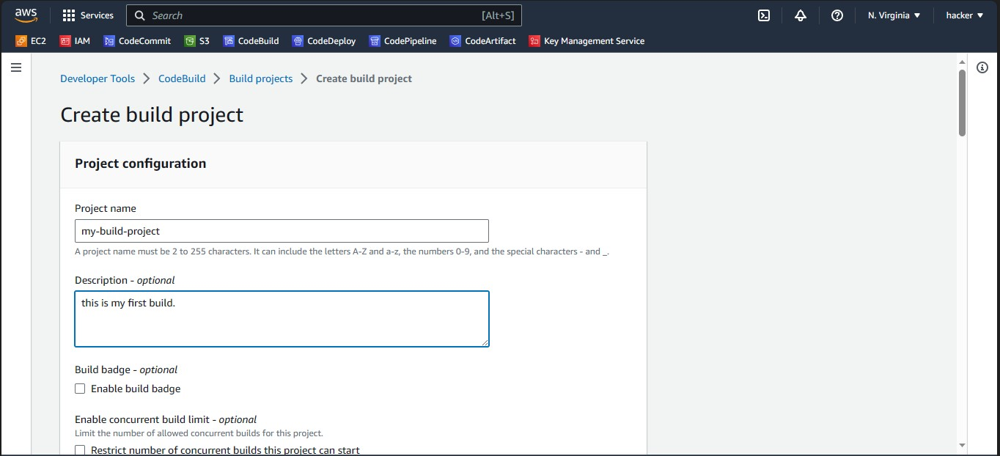 aws Services Search [Alt+S] N. Virginia hacker
EC2 IAM CodeCommit S3 CodeBuild CodeDeploy CodePipeline CodeArtifact Key Management Service
Developer Tools CodeBuild Build projects Create build project
Create build project
Project configuration
Project name
my-build-project
A project name must be 2 to 255 characters. It can include the letters A-Z and a-z, the numbers 0-9, and the special characters - and _.
Description - optional
this is my first build.
Build badge - optional
Enable build badge
Enable concurrent build limit - optional
Limit the number of allowed concurrent builds for this project.
Restrict number of concurrent builds this project can start